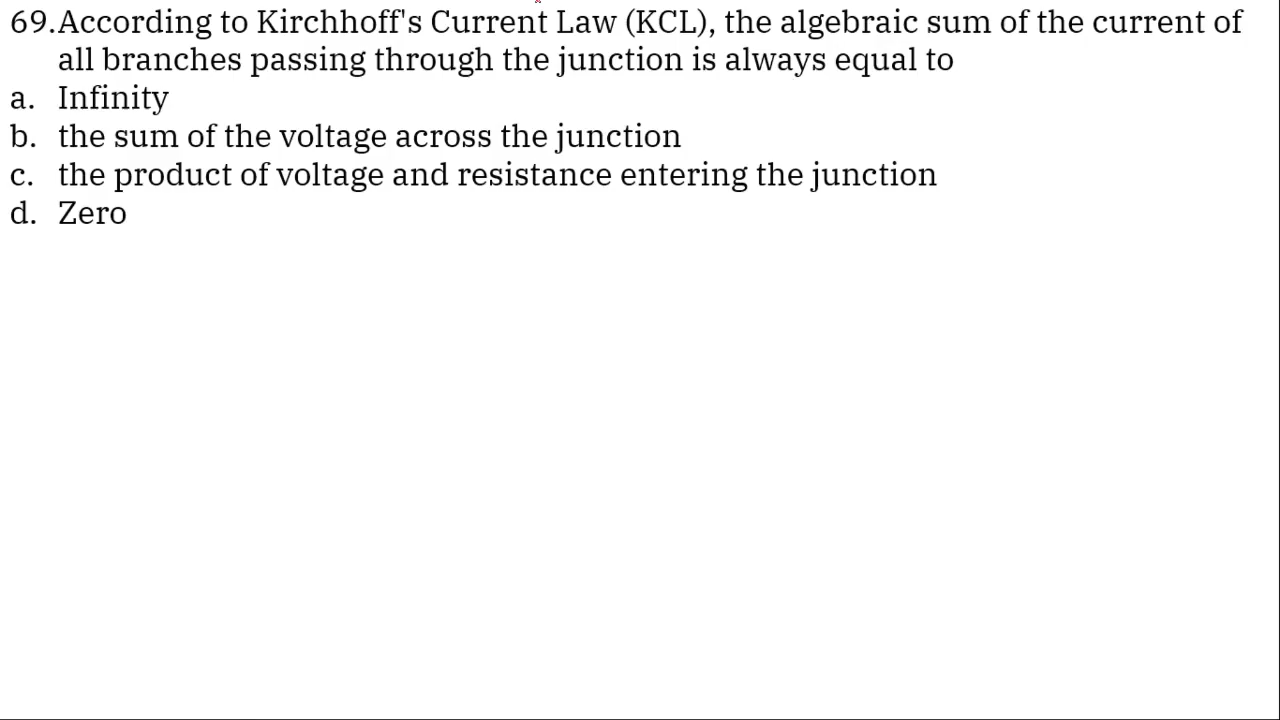 69.According to Kirchhoff's Current Law (KCL), the algebraic sum of the current of
all branches passing through the junction is always equal to
a. Infinity
b. the sum of the voltage across the junction
c. the product of voltage and resistance entering the junction
d. Zero